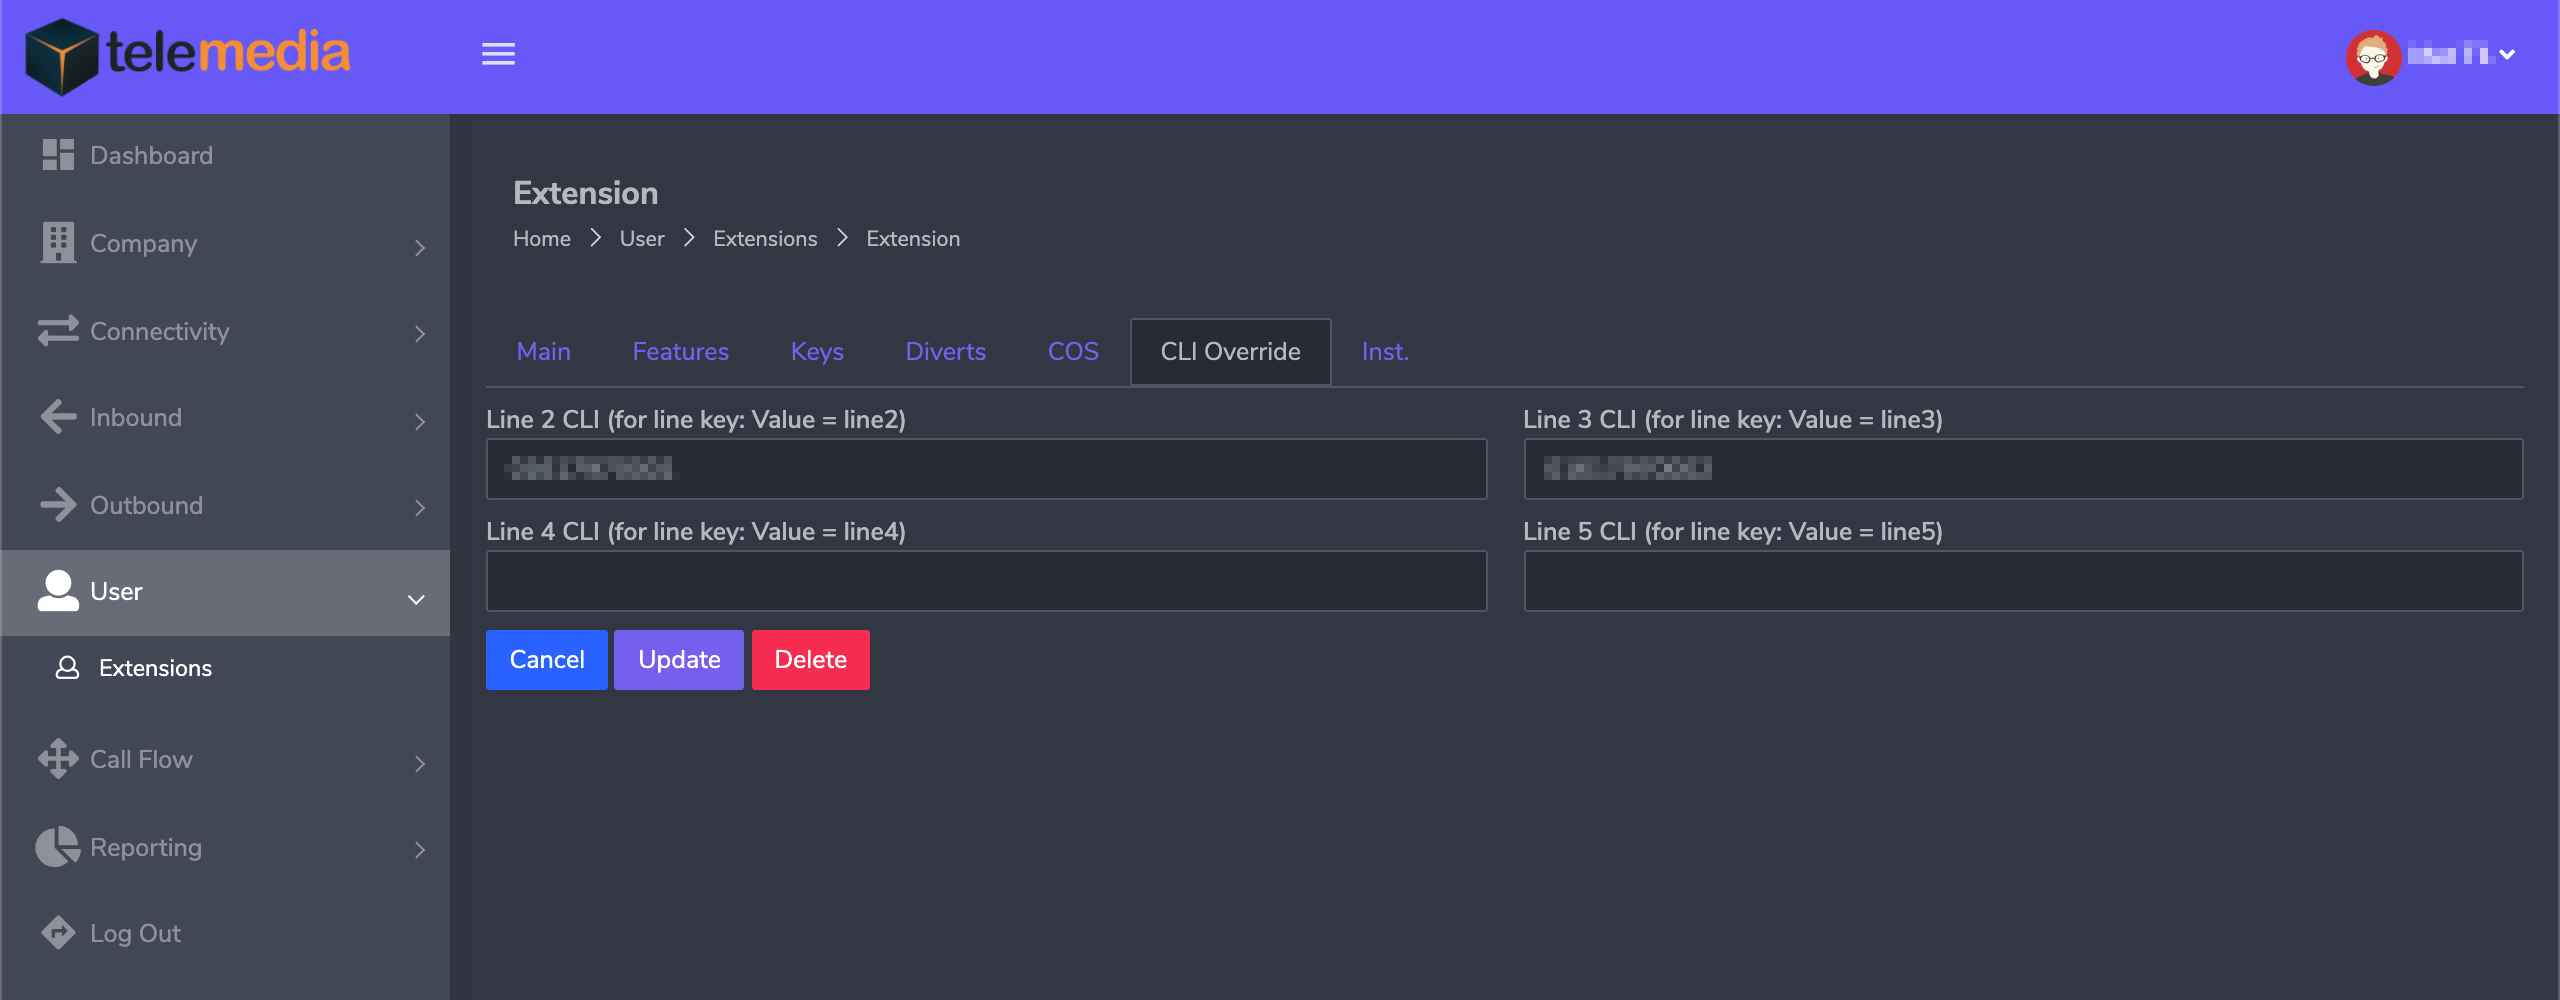 telemedia
Dashboard
Company
Connectivity
Inbound
Outbound
User
Extensions
Call Flow
Reporting
Log Out
Extension
Home User Extensions Extension
Main Features Keys Diverts COS CLI Override Inst.
Line 2 CLI (for line key: Value = line2)
Line 3 CLI (for line key: Value = line3)
Line 4 CLI (for line key: Value = line4)
Line 5 CLI (for line key: Value = line5)
Cancel Update Delete